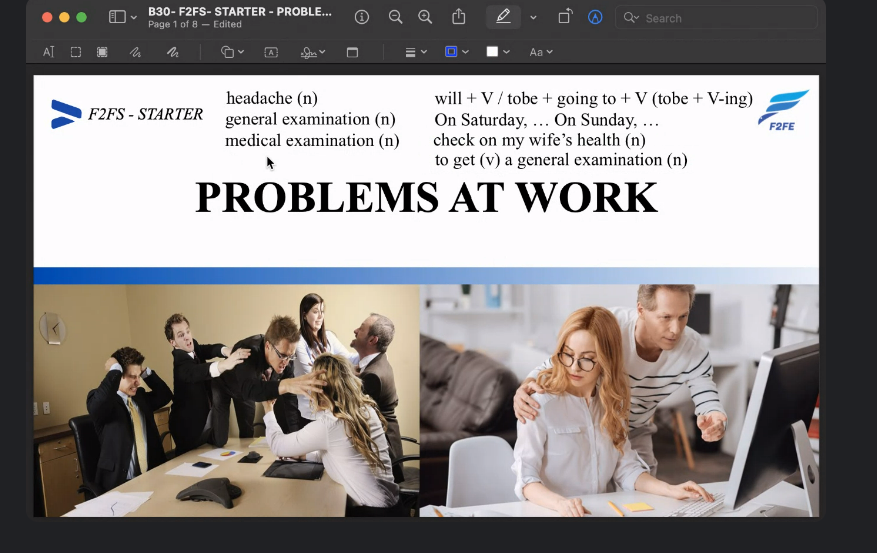 B30- F2FS- STARTER - PROBLE...
Page 1 of 8 — Edited
Search
A
Aa
F2FS - STARTER
headache (n)
general examination (n)
medical examination (n)
will + V / tobe + going to + V (tobe + V-ing)
On Saturday, … On Sunday, …
check on my wife's health (n)
to get (v) a general examination (n)
F2FE
PROBLEMS AT WORK